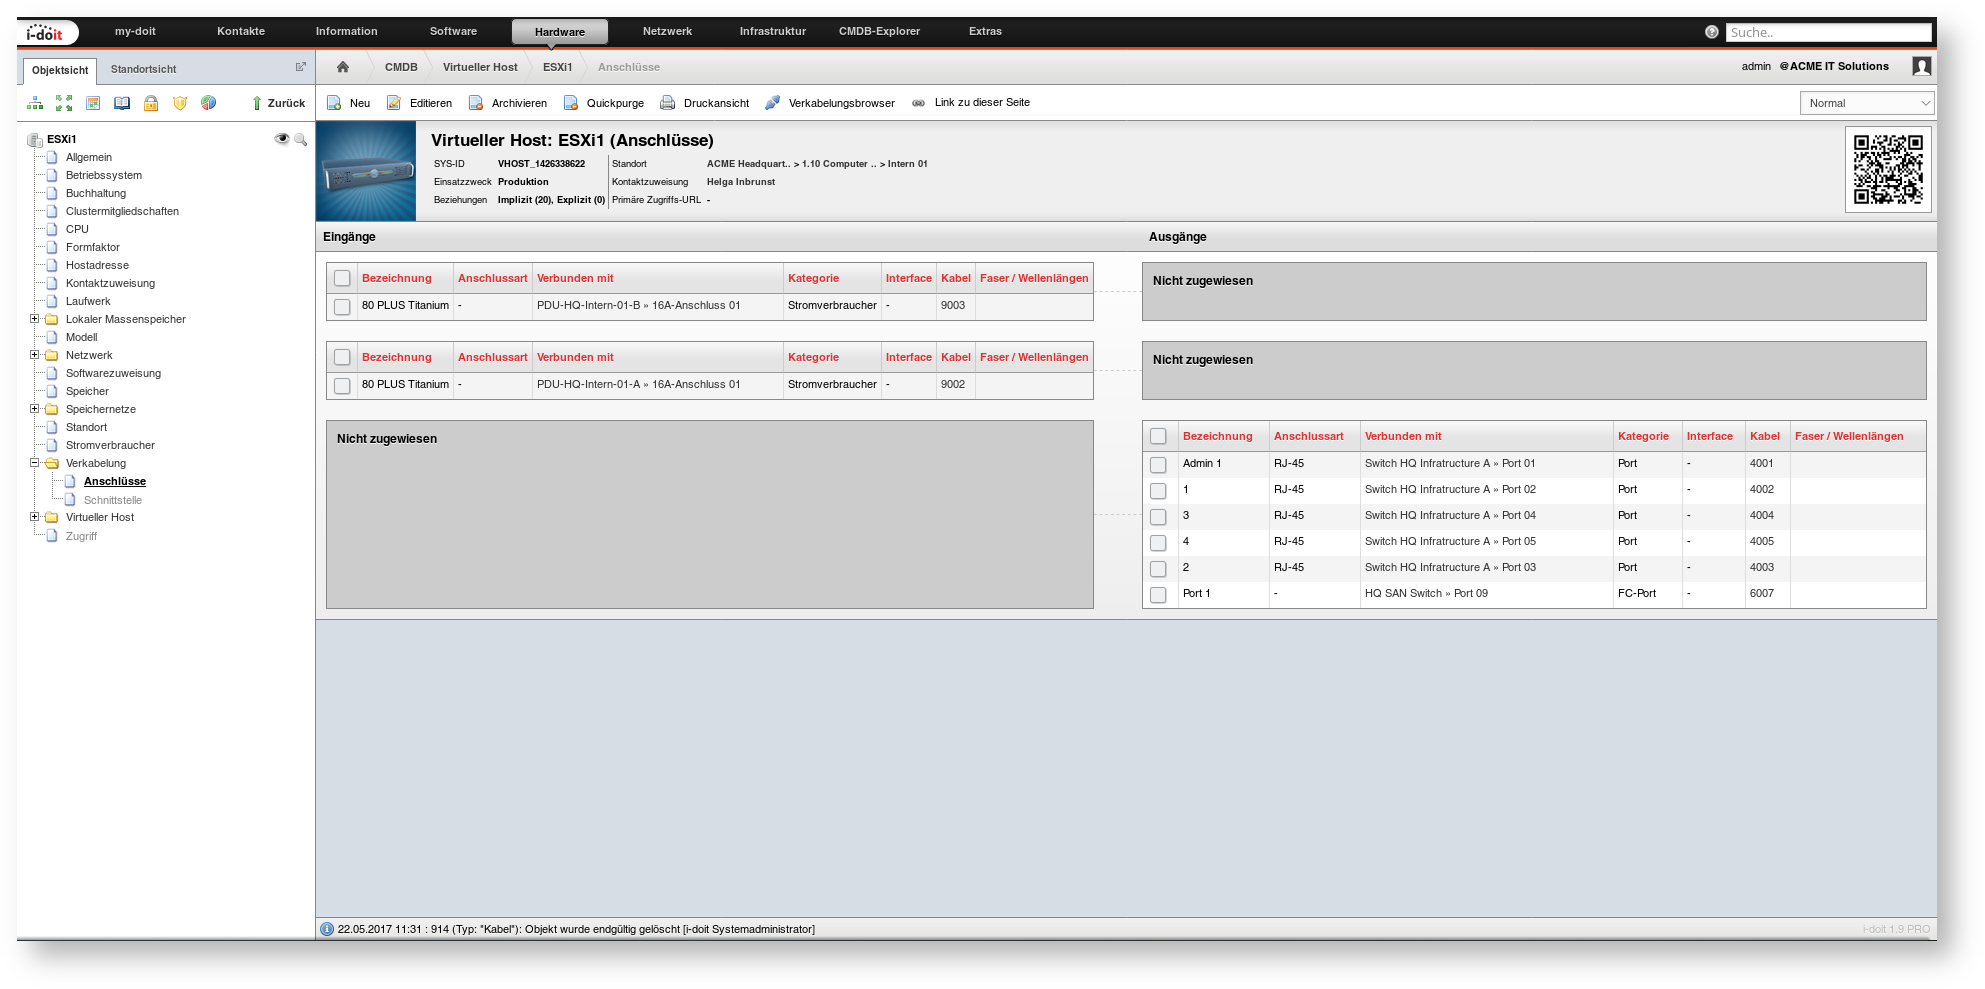 i-doit my-doit Kontakte Information Software Hardware Netzwerk Infrastruktur CMDB-Explorer Extras Suche..
Objektsicht Standortsicht CMDB Virtueller Host ESXi1 Anschlüsse admin @ACME IT Solutions
Zurück Neu Editieren Archivieren Quickpurge Druckansicht Verkabelungsbrowser Link zu dieser Seite Normal
ESXi1
Allgemein
Betriebssystem
Buchhaltung
Clustermitgliedschaften
CPU
Formfaktor
Hostadresse
Kontaktzuweisung
Laufwerk
Lokaler Massenspeicher
Modell
Netzwerk
Softwarezuweisung
Speicher
Speichernetze
Standort
Stromverbraucher
Verkabelung
Anschlüsse
Schnittstelle
Virtueller Host
Zugriff
Virtueller Host: ESXi1 (Anschlüsse)
SYS-ID VHOST_1426338622 Standort ACME Headquart.. > 1.10 Computer .. > Intern 01
Einsatzzweck Produktion Kontaktzuweisung Helga Inbrunst
Beziehungen Implizit (20), Explizit (0) Primäre Zugriffs-URL -
Eingänge Ausgänge
Bezeichnung Anschlussart Verbunden mit Kategorie Interface Kabel Faser / Wellenlängen
80 PLUS Titanium - PDU-HQ-Intern-01-B » 16A-Anschluss 01 Stromverbraucher - 9003
Nicht zugewiesen
Bezeichnung Anschlussart Verbunden mit Kategorie Interface Kabel Faser / Wellenlängen
80 PLUS Titanium - PDU-HQ-Intern-01-A » 16A-Anschluss 01 Stromverbraucher - 9002
Nicht zugewiesen
Nicht zugewiesen
Bezeichnung Anschlussart Verbunden mit Kategorie Interface Kabel Faser / Wellenlängen
Admin 1 RJ-45 Switch HQ Infratructure A » Port 01 Port - 4001
1 RJ-45 Switch HQ Infratructure A » Port 02 Port - 4002
3 RJ-45 Switch HQ Infratructure A » Port 04 Port - 4004
4 RJ-45 Switch HQ Infratructure A » Port 05 Port - 4005
2 RJ-45 Switch HQ Infratructure A » Port 03 Port - 4003
Port 1 - HQ SAN Switch » Port 09 FC-Port - 6007
22.05.2017 11:31 : 914 (Typ: "Kabel"): Objekt wurde endgültig gelöscht [i-doit Systemadministrator] i-doit 1.9 PRO